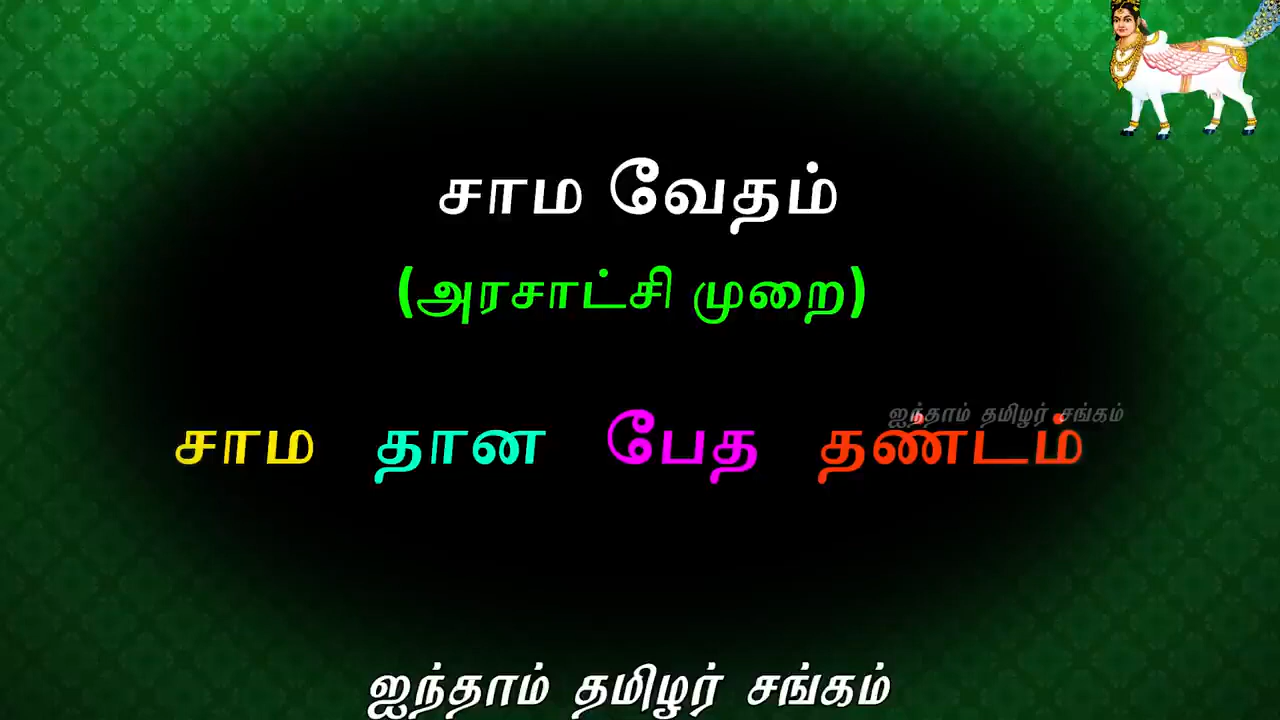 சாம வேதம்
(அரசாட்சி முறை)
ஐந்தாம் தமிழர் சங்கம்
சாம தான பேத தண்டம்
ஐந்தாம் தமிழர் சங்கம்